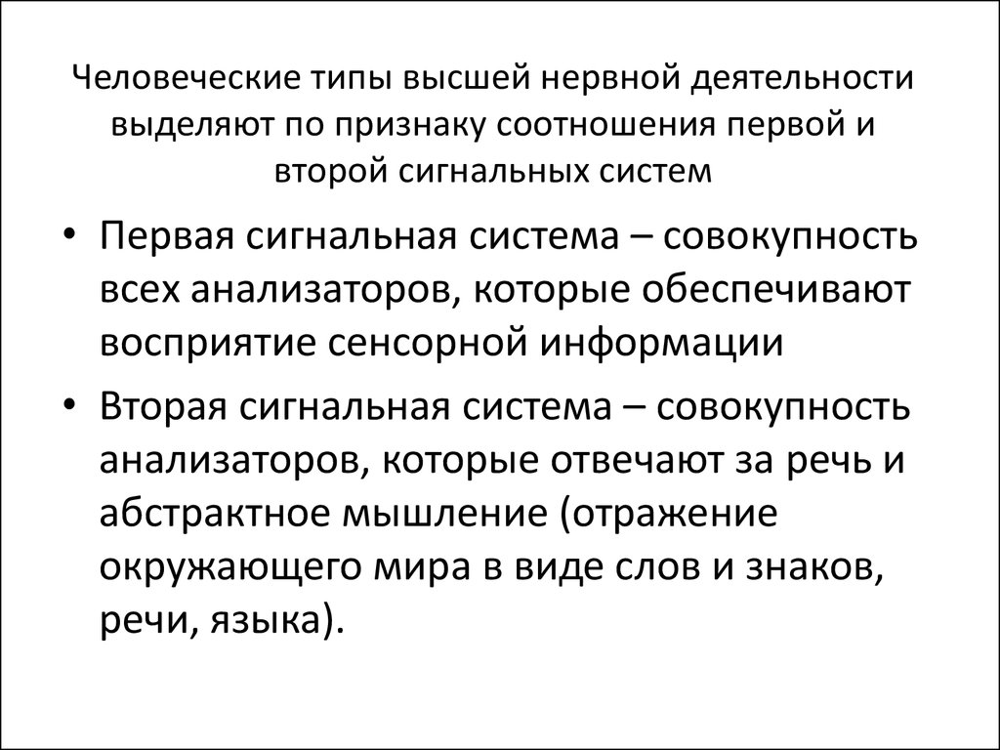 Человеческие типы высшей нервной деятельности
выделяют по признаку соотношения первой и
второй сигнальных систем
• Первая сигнальная система – совокупность
всех анализаторов, которые обеспечивают
восприятие сенсорной информации
• Вторая сигнальная система – совокупность
анализаторов, которые отвечают за речь и
абстрактное мышление (отражение
окружающего мира в виде слов и знаков,
речи, языка).